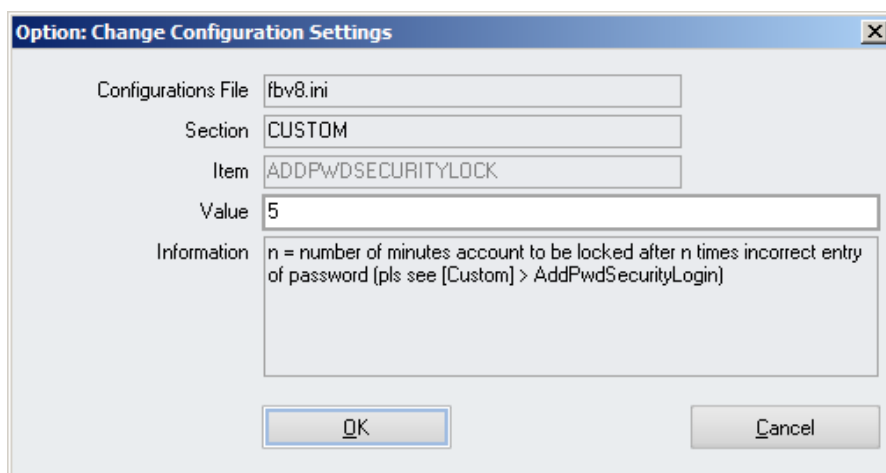 Option: Change Configuration Settings
Configurations File fbv8.ini
Section CUSTOM
Item ADDPWDSECURITYLOCK
Value 5
Information n = number of minutes account to be locked after n times incorrect entry
of password (pls see [Custom] > AddPwdSecurityLogin)
OK Cancel